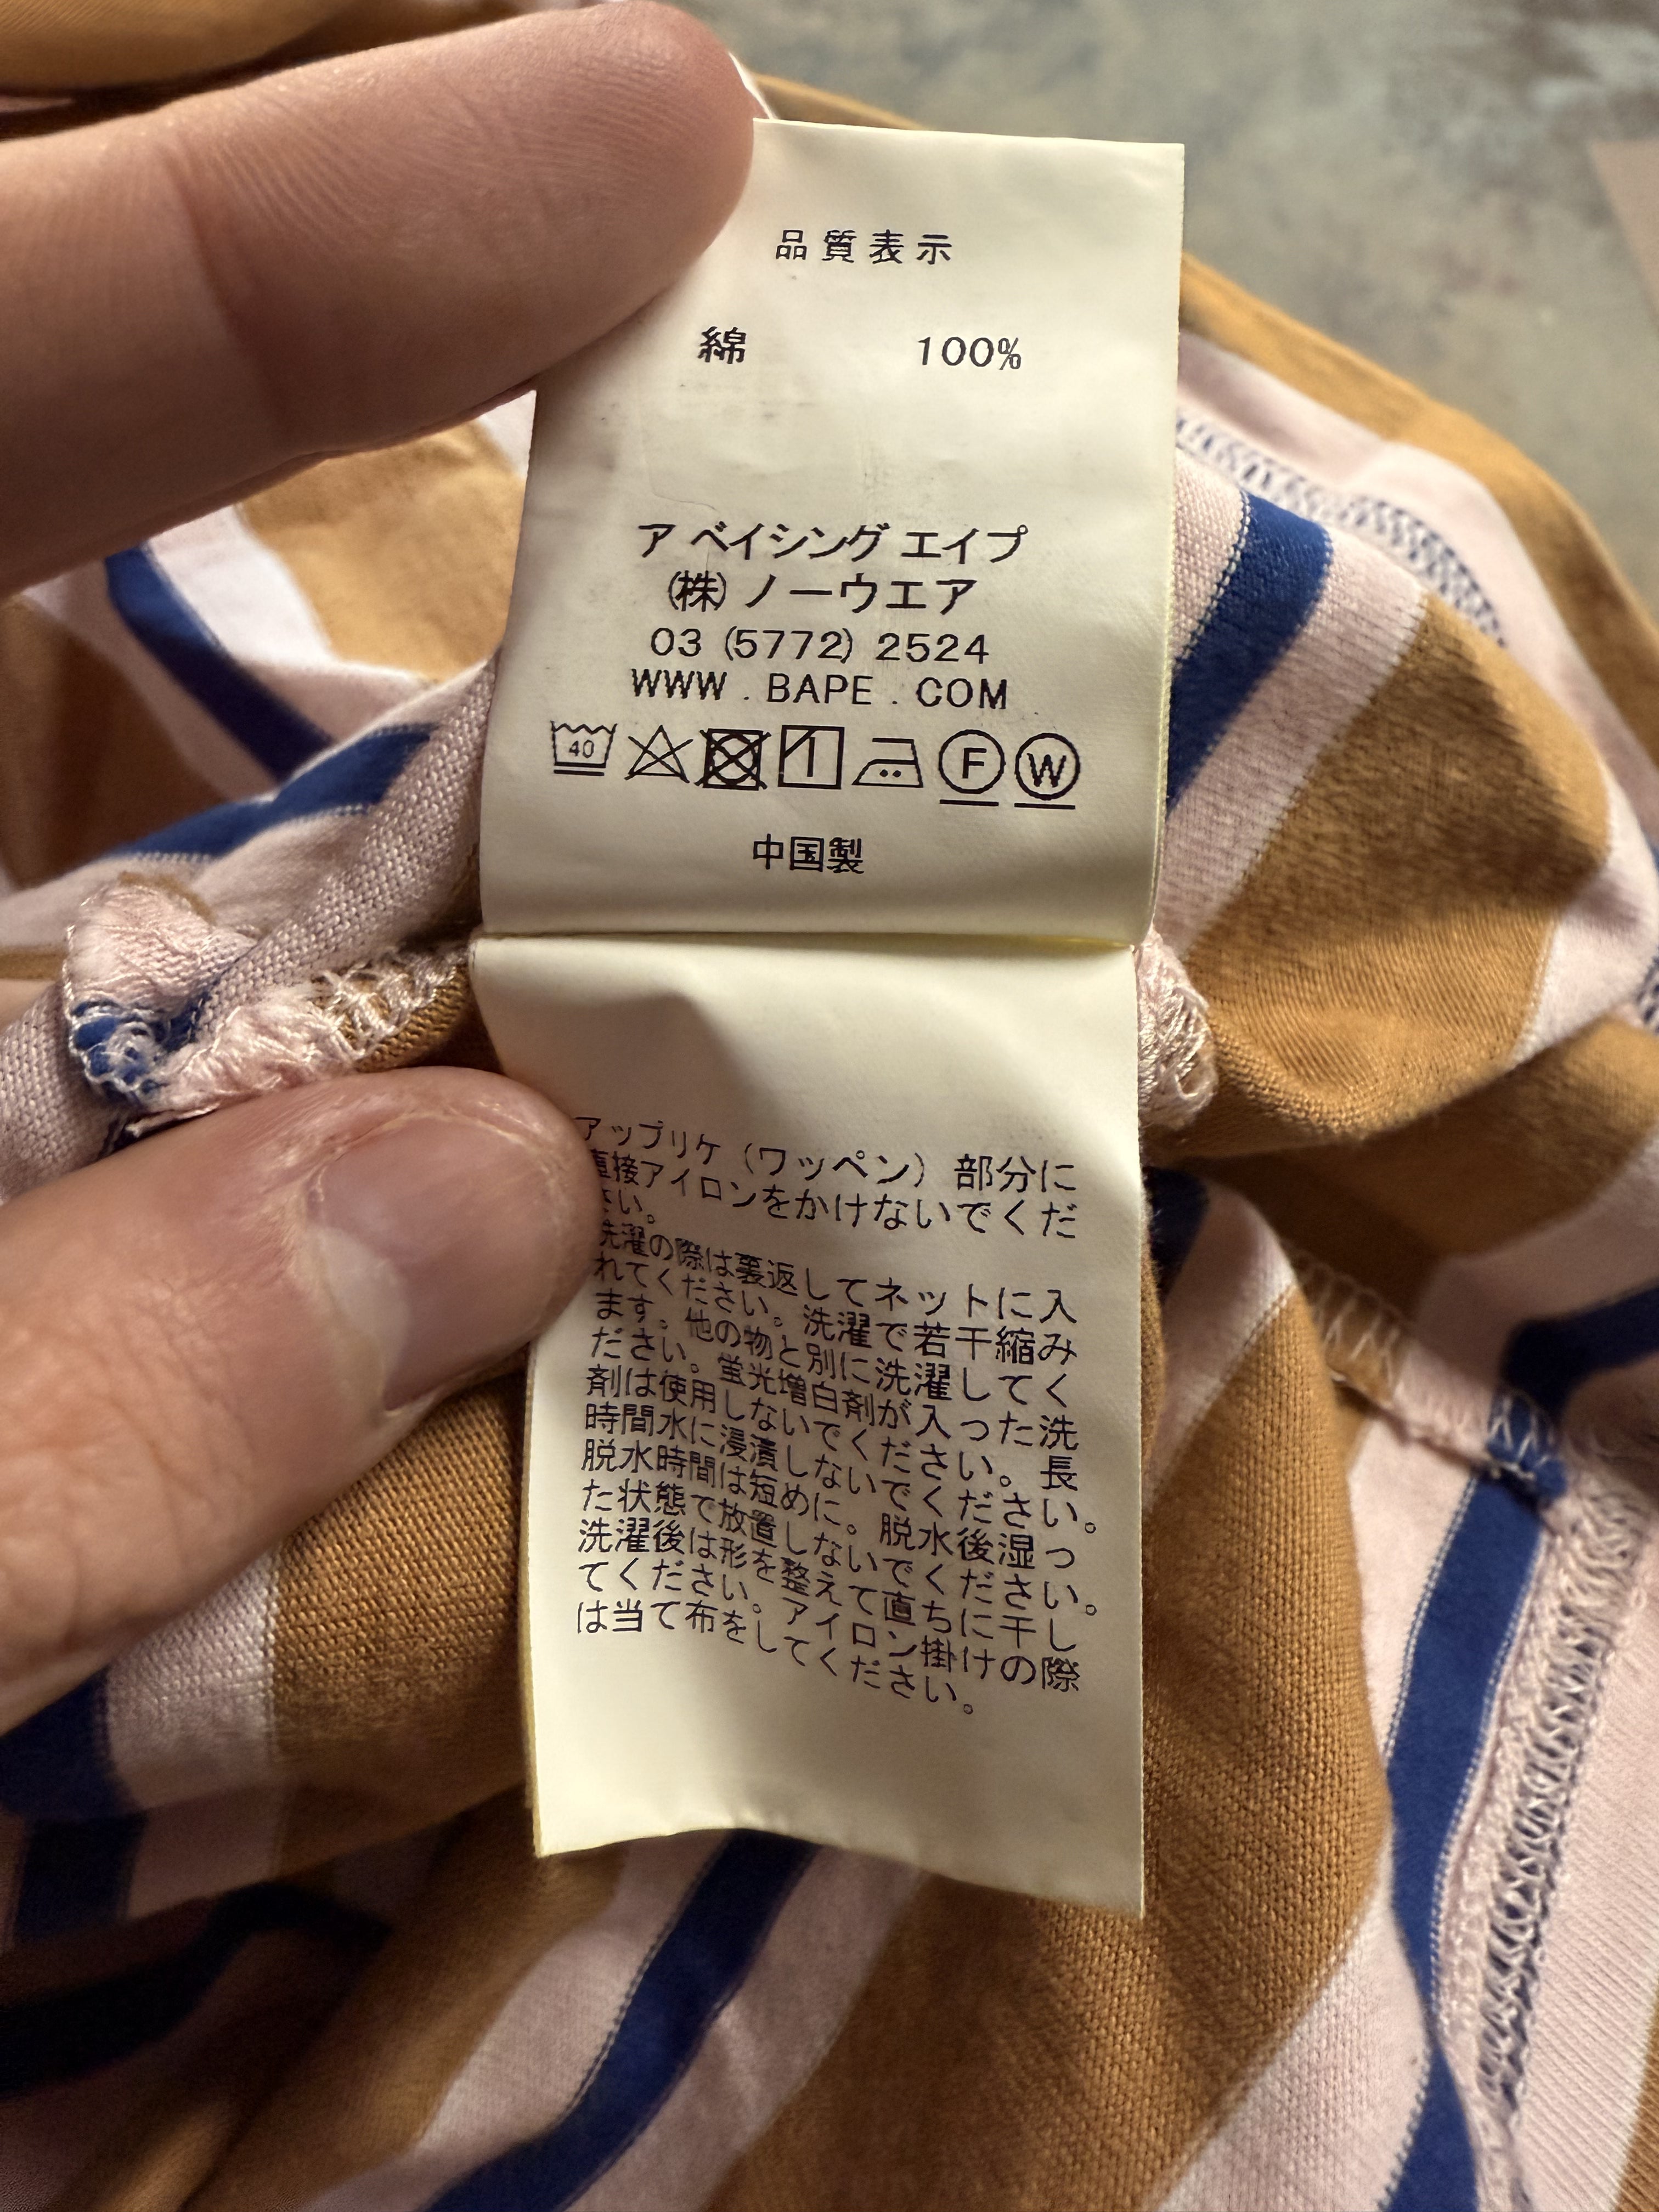 品質表示
綿 100%
ア ベイシング エイプ
(株) ノーウエア
03 (5772) 2524
WWW . BAPE . COM
40 F W
中国製
アップリケ（ワッペン）部分に
直接アイロンをかけないでくだ
さい。
洗濯の際は裏返してネットに入
れてください。洗濯で若干縮み
ます。他の物と別に洗濯してく
ださい。蛍光増白剤が入った洗
剤は使用しないでください。長
時間水に浸漬しないでください。
脱水時間は短めに。脱水後湿っ
た状態で放置しないでください。
洗濯後は形を整えて直ちに干し
てください。アイロン掛けの際
は当て布をしてください。